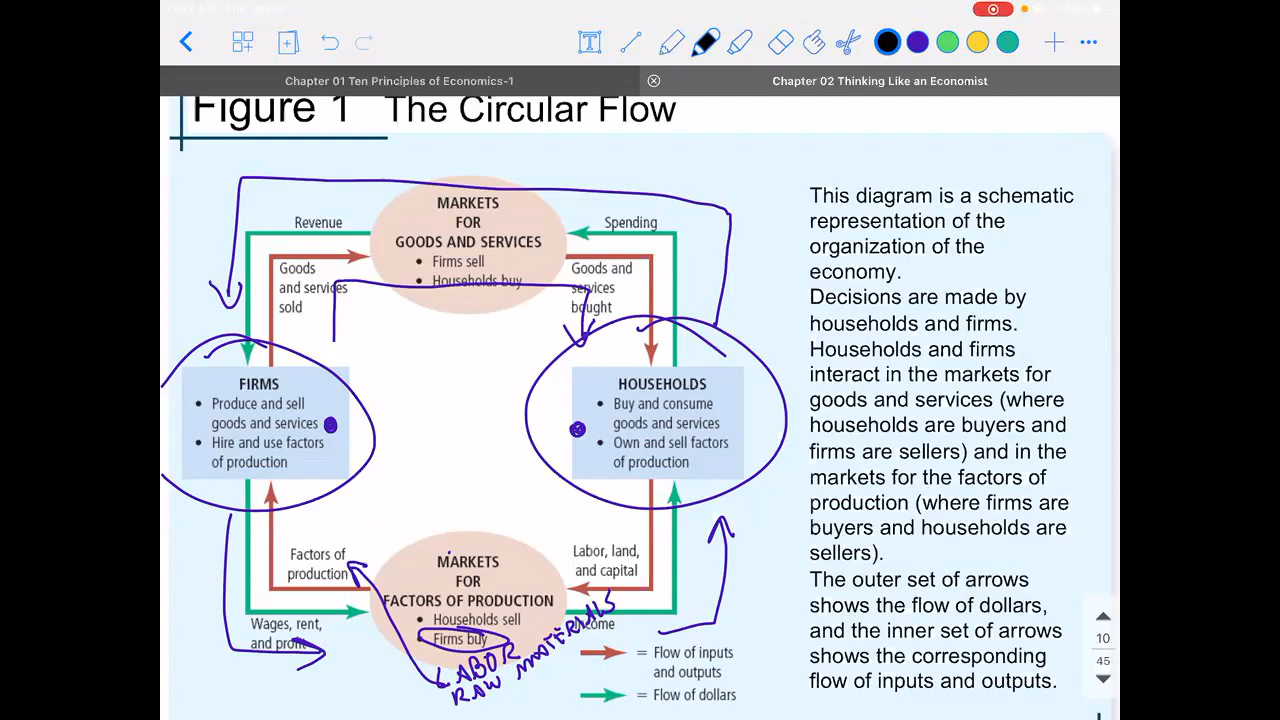 Chapter 01 Ten Principles of Economics-1
Chapter 02 Thinking Like an Economist
Figure 1 The Circular Flow
MARKETS
FOR
GOODS AND SERVICES
• Firms sell
• Households buy
Revenue
Spending
Goods
and services
sold
Goods and
services
bought
FIRMS
• Produce and sell
goods and services
• Hire and use factors
of production
HOUSEHOLDS
• Buy and consume
goods and services
• Own and sell factors
of production
Factors of
production
MARKETS
FOR
FACTORS OF PRODUCTION
• Households sell
• Firms buy
Labor, land,
and capital
Wages, rent,
and profit
Income
LABOR
RAW MATERIALS
= Flow of inputs
and outputs
= Flow of dollars
This diagram is a schematic
representation of the
organization of the
economy.
Decisions are made by
households and firms.
Households and firms
interact in the markets for
goods and services (where
households are buyers and
firms are sellers) and in the
markets for the factors of
production (where firms are
buyers and households are
sellers).
The outer set of arrows
shows the flow of dollars,
and the inner set of arrows
shows the corresponding
flow of inputs and outputs.
10
45